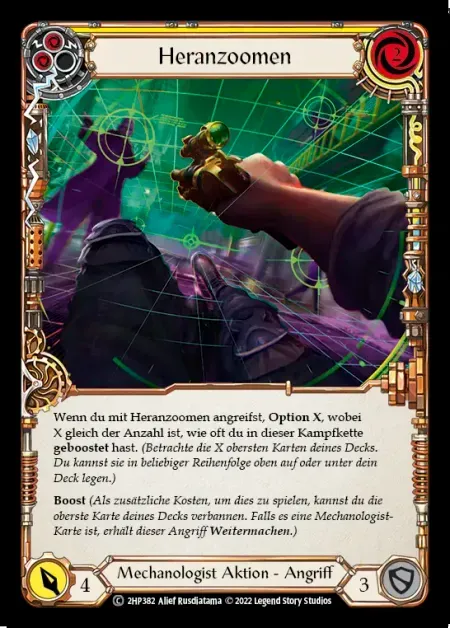 Heranzoomen
2
Wenn du mit Heranzoomen angreifst, Option X, wobei
X gleich der Anzahl ist, wie oft du in dieser Kampfkette
geboostet hast. (Betrachte die X obersten Karten deines Decks.
Du kannst sie in beliebiger Reihenfolge oben auf oder unter dein
Deck legen.)
Boost (Als zusätzliche Kosten, um dies zu spielen, kannst du die
oberste Karte deines Decks verbannen. Falls es eine Mechanologist-
Karte ist, erhält dieser Angriff Weitermachen.)
4
Mechanologist Aktion - Angriff
3
C 2HP382 Alief Rusdiatama © 2022 Legend Story Studios